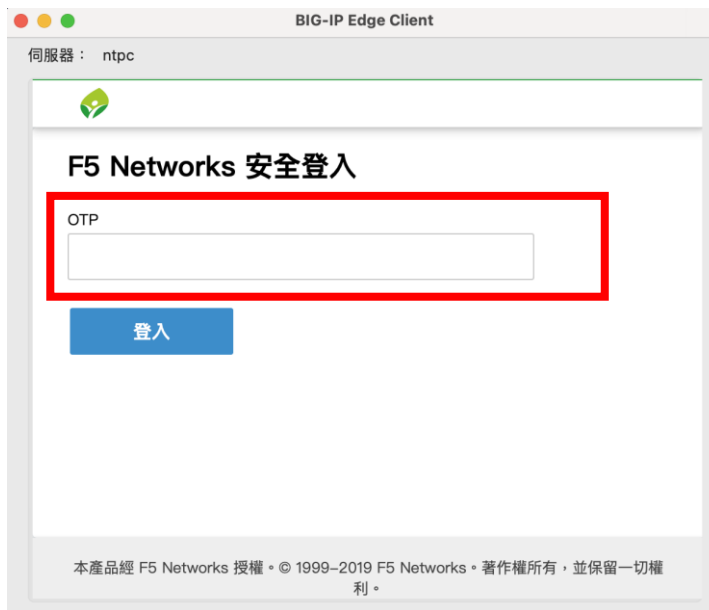 BIG-IP Edge Client
伺服器： ntpc
F5 Networks 安全登入
OTP
登入
本產品經 F5 Networks 授權。© 1999–2019 F5 Networks。著作權所有，並保留一切權
利。